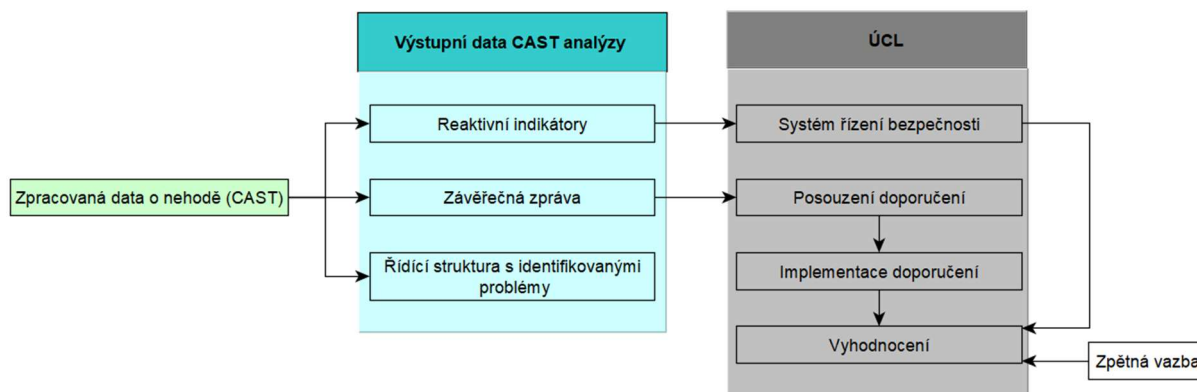 Výstupní data CAST analýzy
ÚCL
Reaktivní indikátory
Systém řízení bezpečnosti
Zpracovaná data o nehodě (CAST)
Závěřečná zpráva
Posouzení doporučení
Řídící struktura s identifikovanými
problémy
Implementace doporučení
Vyhodnocení
Zpětná vazba